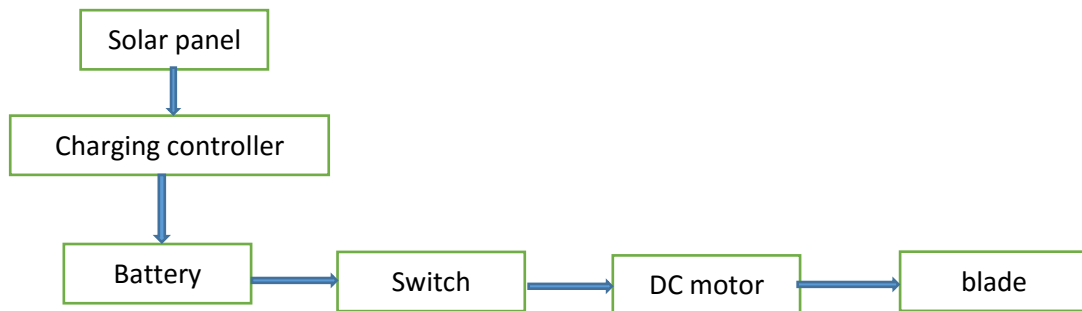 Solar panel
Charging controller
Battery
Switch
DC motor
blade